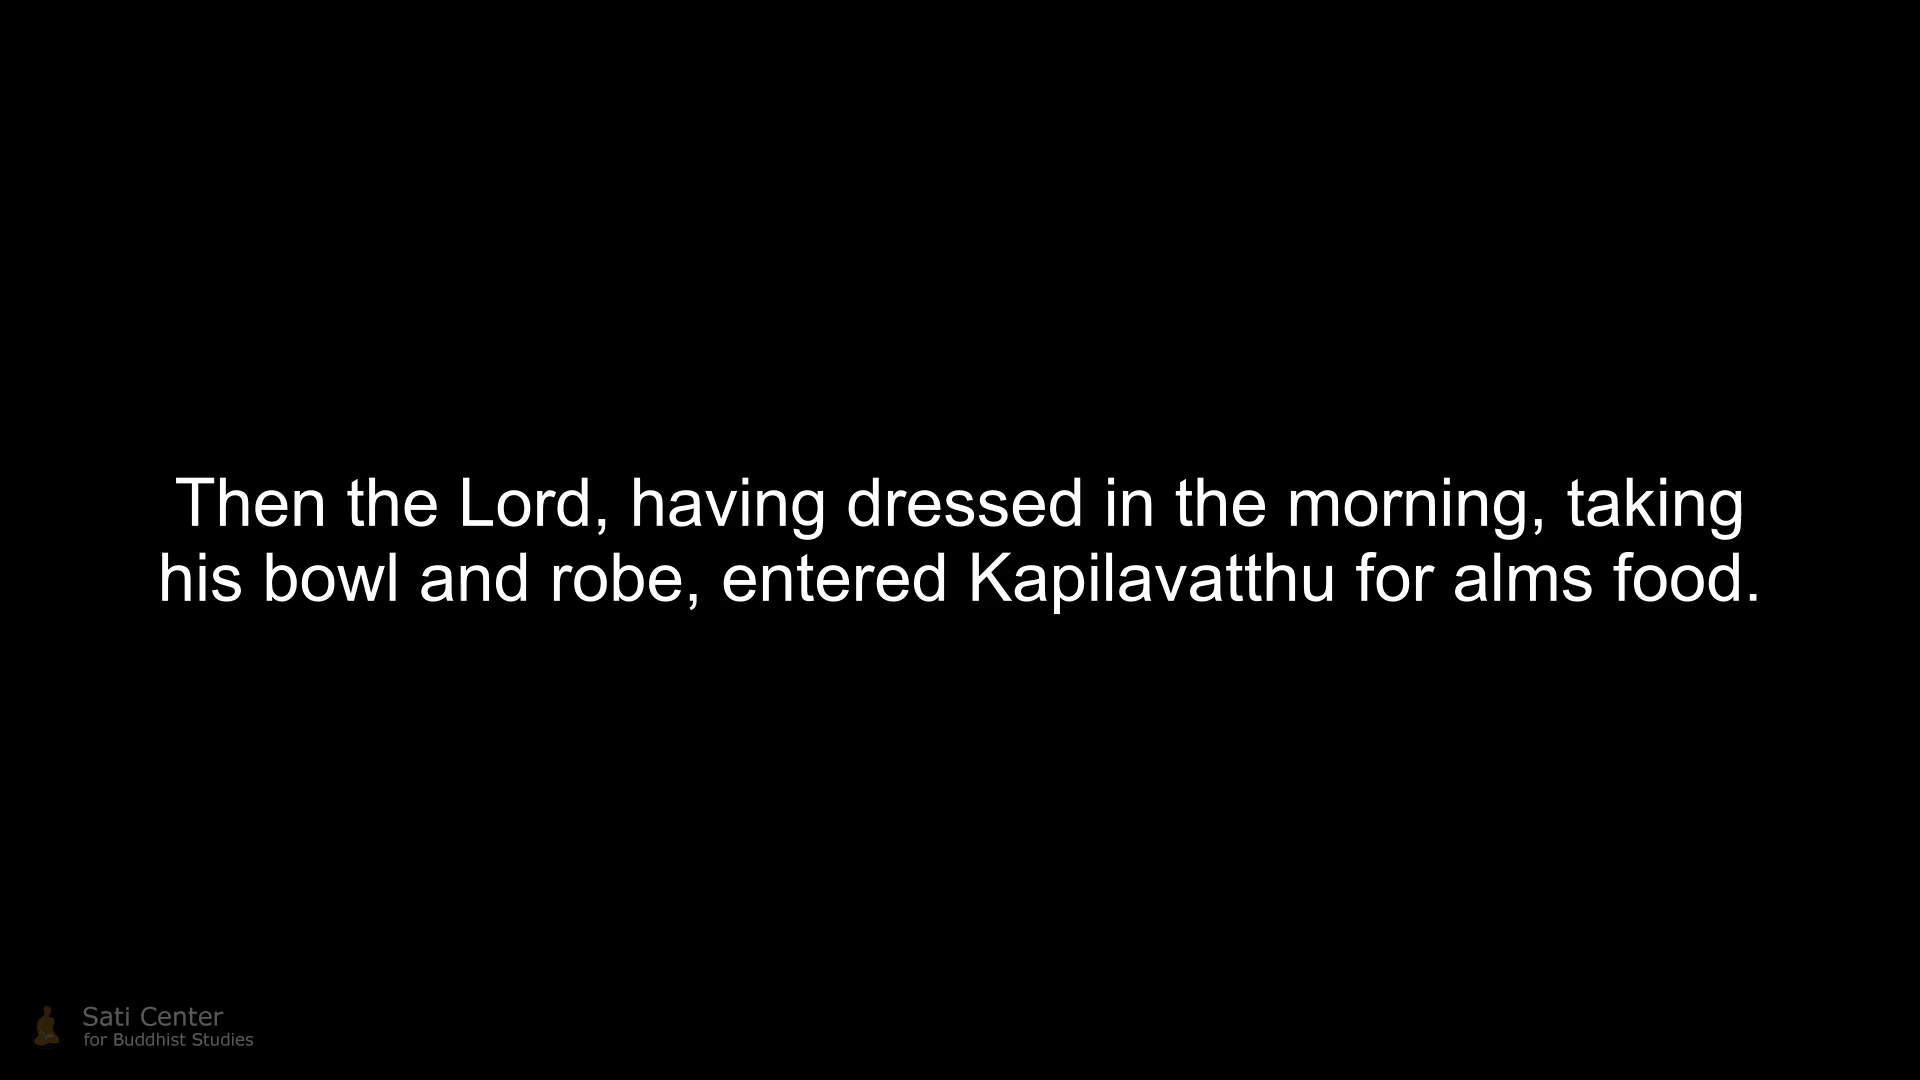 Then the Lord, having dressed in the morning, taking
his bowl and robe, entered Kapilavatthu for alms food.
Sati Center
for Buddhist Studies